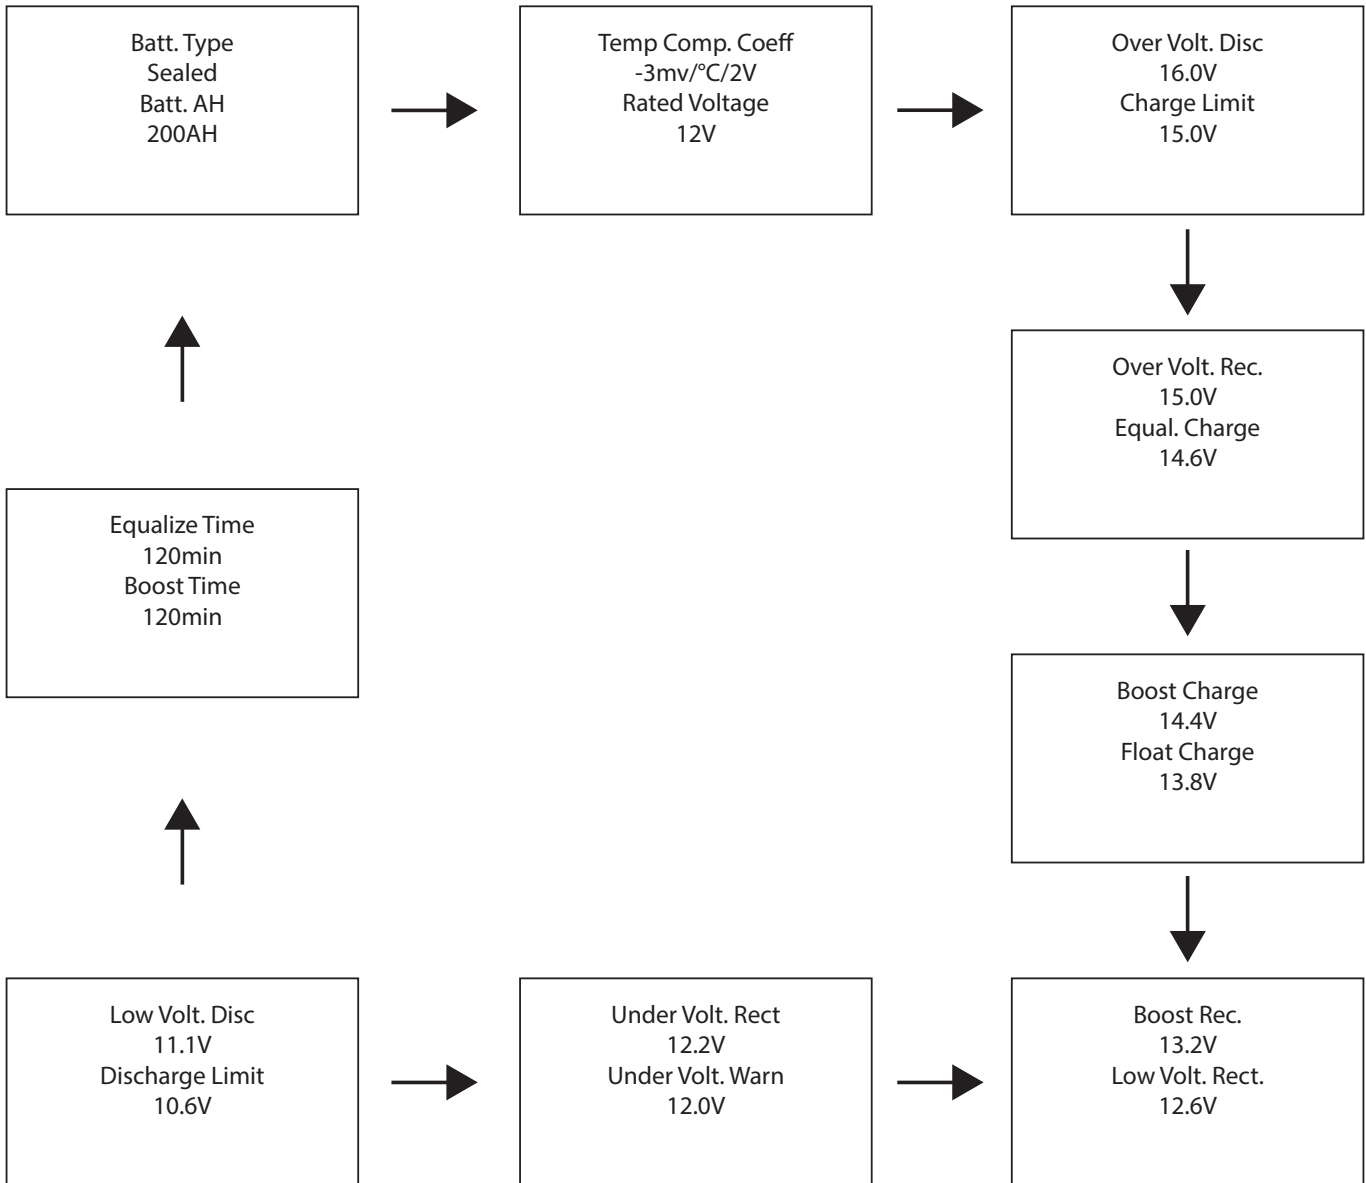 Batt. Type
Sealed
Batt. AH
200AH
Temp Comp. Coeff
-3mv/°C/2V
Rated Voltage
12V
Over Volt. Disc
16.0V
Charge Limit
15.0V
Over Volt. Rec.
15.0V
Equal. Charge
14.6V
Equalize Time
120min
Boost Time
120min
Boost Charge
14.4V
Float Charge
13.8V
Low Volt. Disc
11.1V
Discharge Limit
10.6V
Under Volt. Rect
12.2V
Under Volt. Warn
12.0V
Boost Rec.
13.2V
Low Volt. Rect.
12.6V